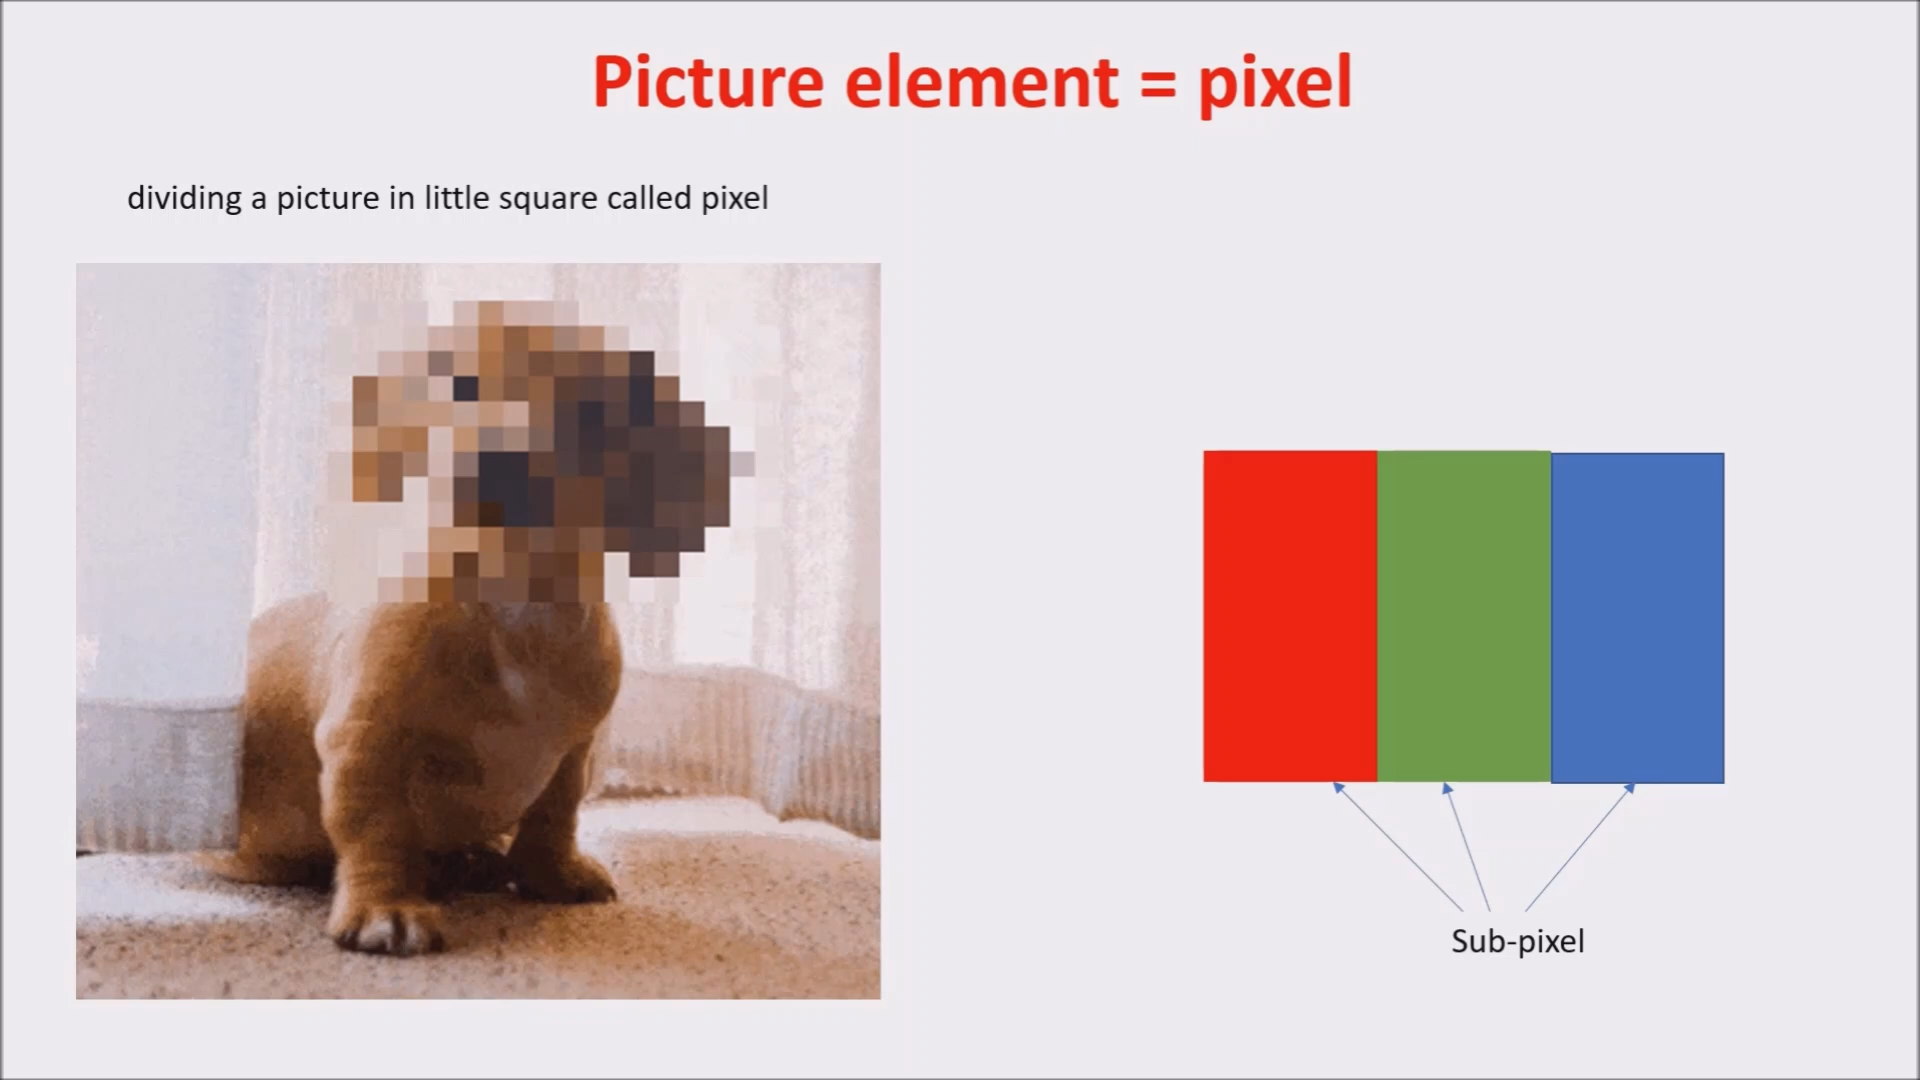 Picture element = pixel
dividing a picture in little square called pixel
Sub-pixel